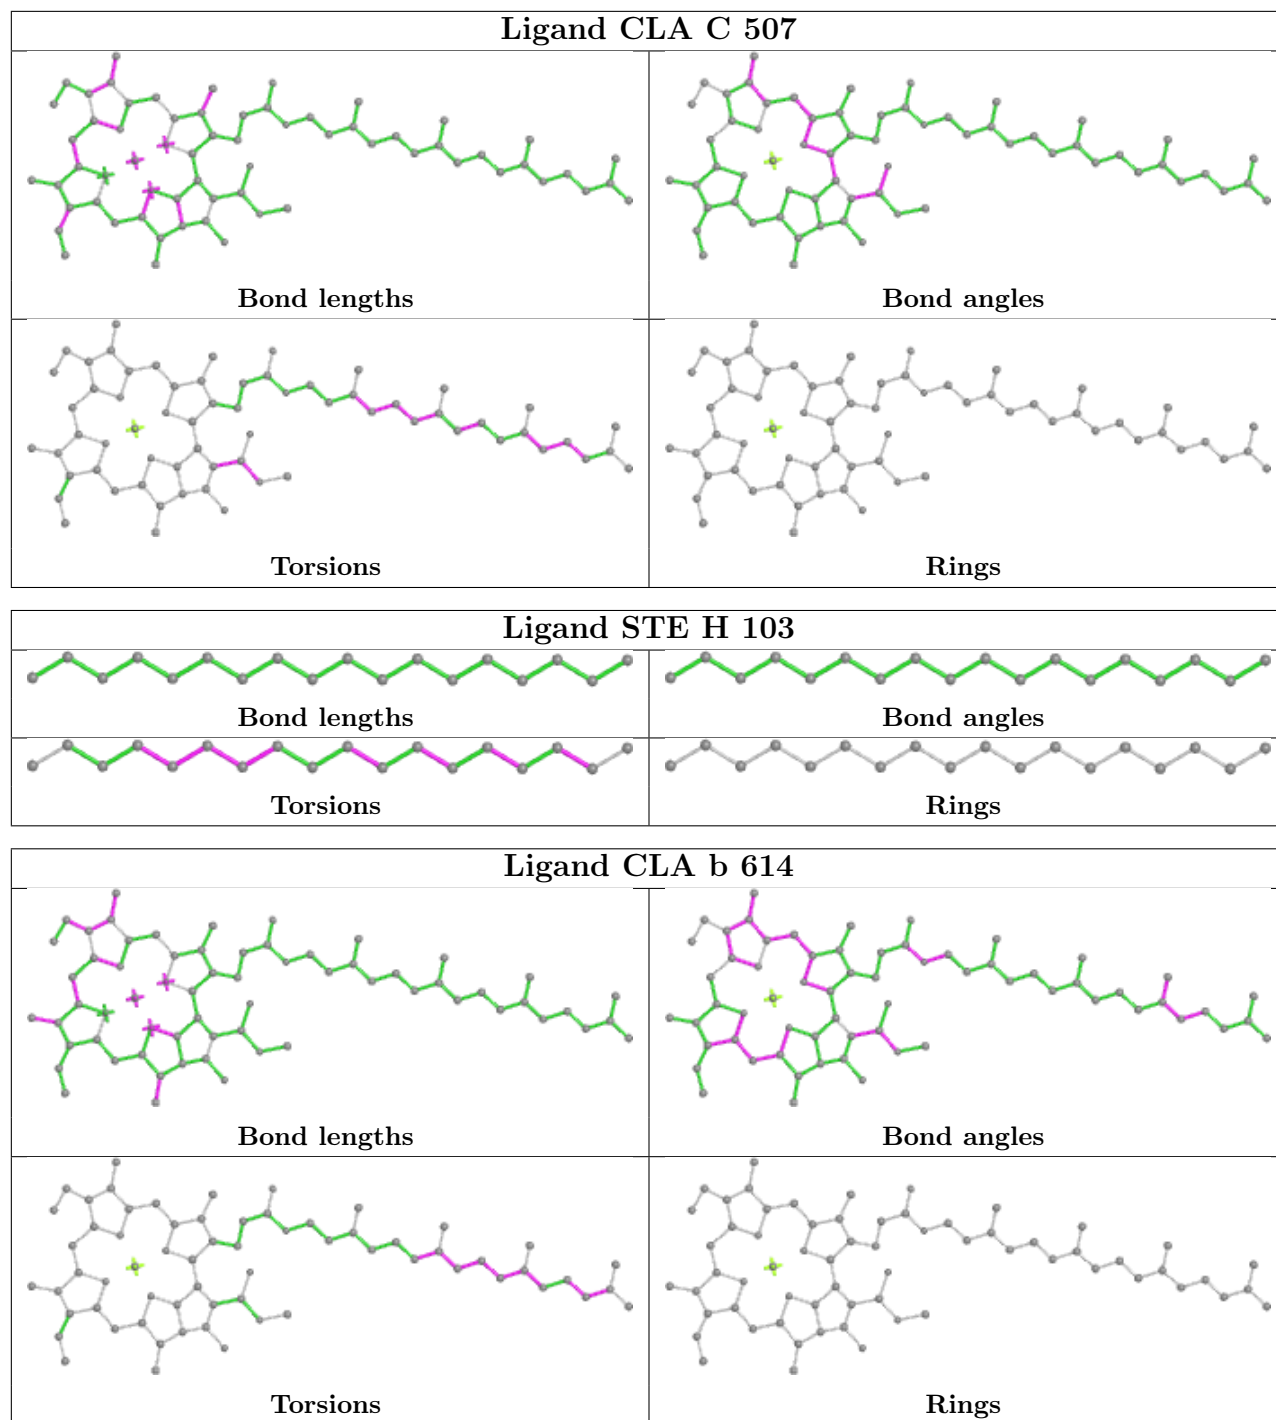 Ligand CLA C 507
Bond lengths
Bond angles
Torsions
Rings
Ligand STE H 103
Bond lengths
Bond angles
Torsions
Rings
Ligand CLA b 614
Bond lengths
Bond angles
Torsions
Rings